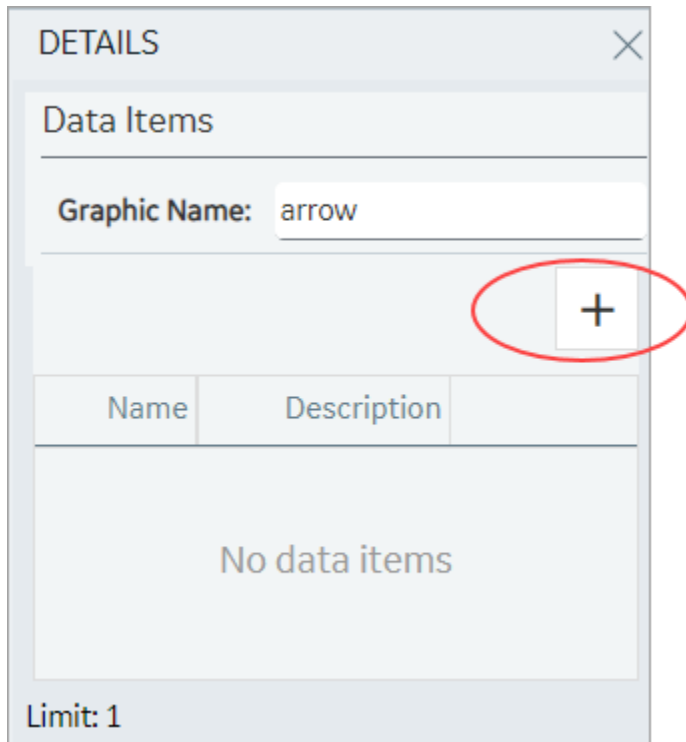 DETAILS
Data Items
Graphic Name: arrow
+
Name Description
No data items
Limit: 1